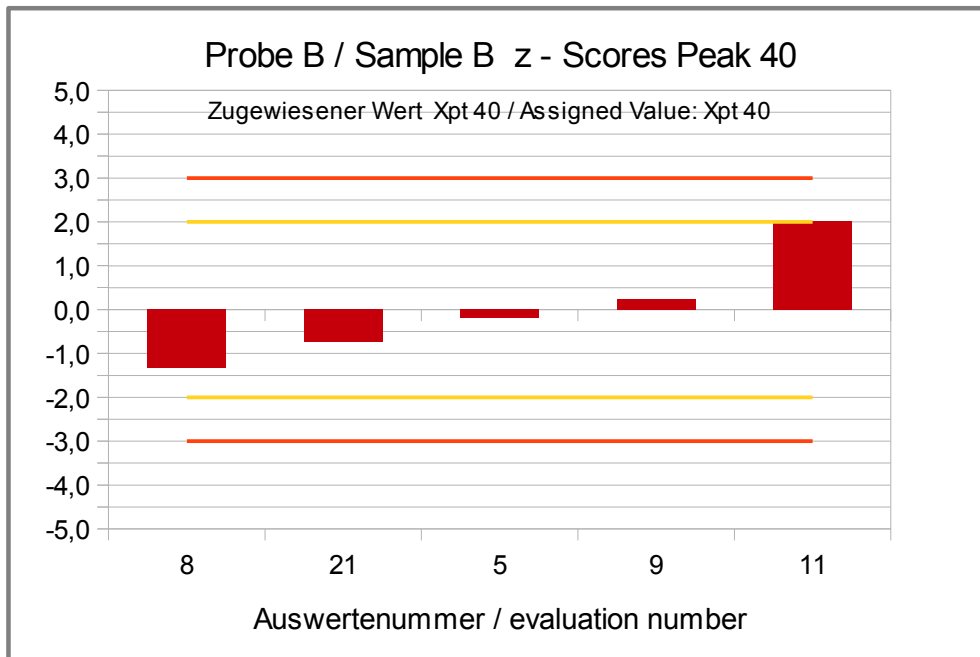 Probe B / Sample B z - Scores Peak 40
Zugewiesener Wert Xpt 40 / Assigned Value: Xpt 40
5,0
4,0
3,0
2,0
1,0
0,0
-1,0
-2,0
-3,0
-4,0
-5,0
8 21 5 9 11
Auswertenummer / evaluation number